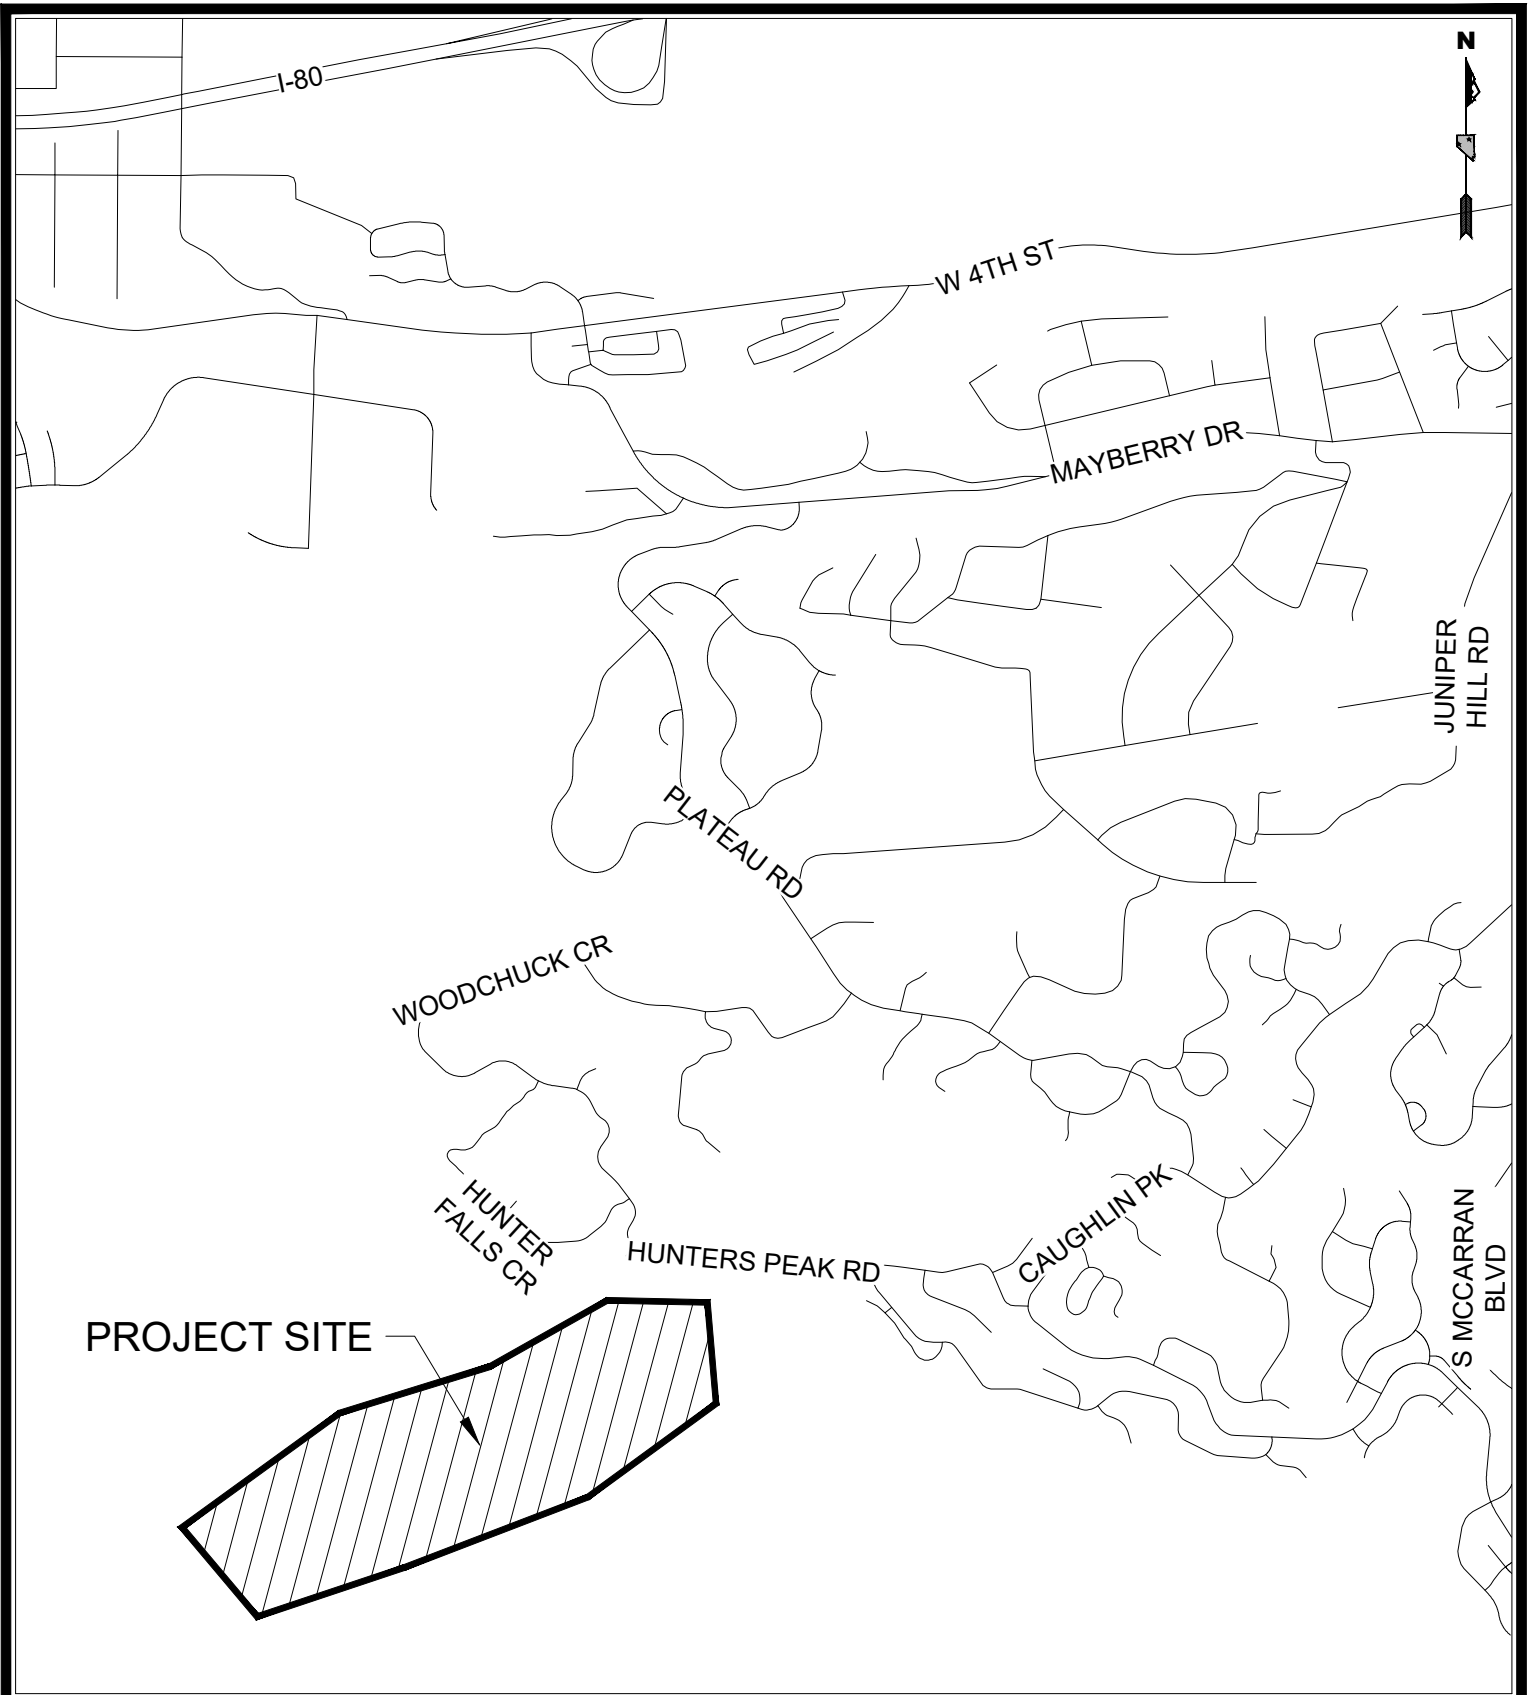 N
I-80
W 4TH ST
MAYBERRY DR
JUNIPER
HILL RD
PLATEAU RD
WOODCHUCK CR
HUNTER
FALLS CR
HUNTERS PEAK RD
CAUGHLIN PK
S MCCARRAN
BLVD
PROJECT SITE